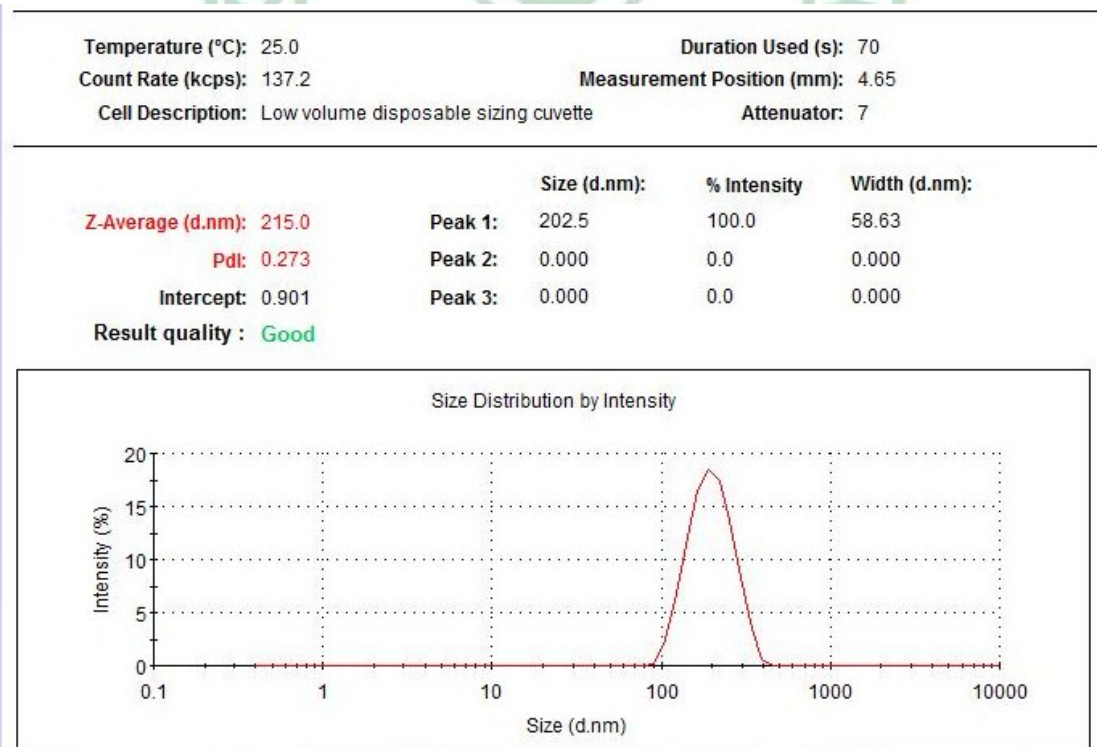 Temperature (ºC): 25.0 Duration Used (s): 70
Count Rate (kcps): 137.2 Measurement Position (mm): 4.65
Cell Description: Low volume disposable sizing cuvette Attenuator: 7
Size (d.nm): % Intensity Width (d.nm):
Z-Average (d.nm): 215.0 Peak 1: 202.5 100.0 58.63
PdI: 0.273 Peak 2: 0.000 0.0 0.000
Intercept: 0.901 Peak 3: 0.000 0.0 0.000
Result quality : Good
Size Distribution by Intensity
20
15
10
5
0
Intensity (%)
0.1 1 10 100 1000 10000
Size (d.nm)